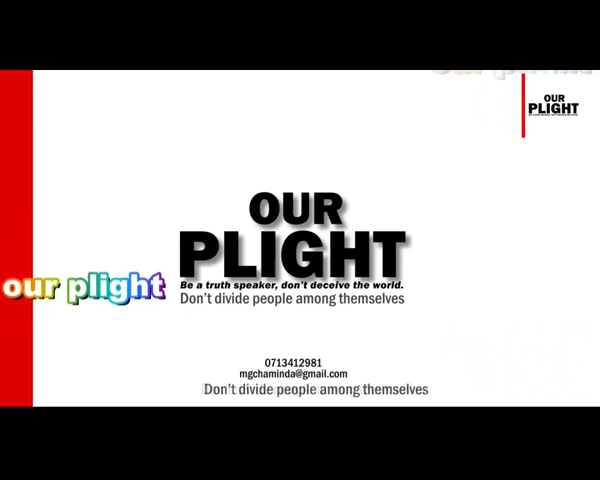 OUR
PLIGHT
OUR
PLIGHT
Be a truth speaker, don't deceive the world.
Don't divide people among themselves
our plight
0713412981
mgchaminda@gmail.com
Don't divide people among themselves